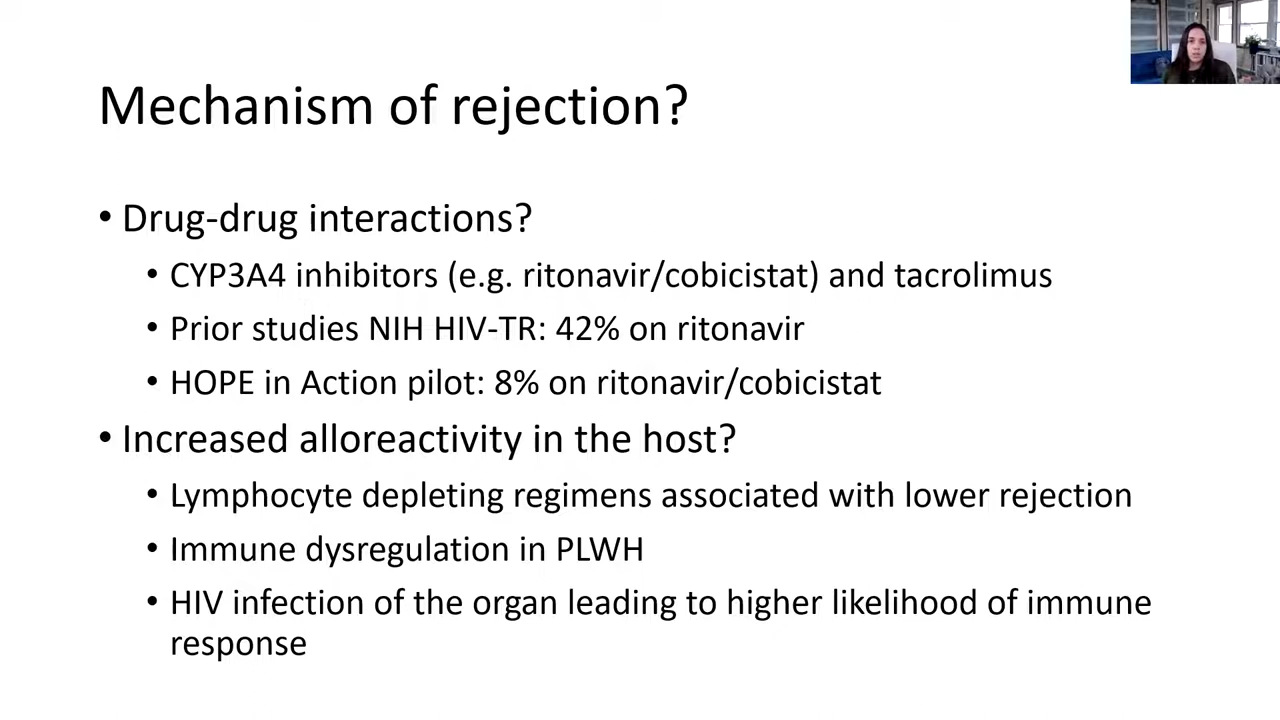 Mechanism of rejection?
• Drug-drug interactions?
• CYP3A4 inhibitors (e.g. ritonavir/cobicistat) and tacrolimus
• Prior studies NIH HIV-TR: 42% on ritonavir
• HOPE in Action pilot: 8% on ritonavir/cobicistat
• Increased alloreactivity in the host?
• Lymphocyte depleting regimens associated with lower rejection
• Immune dysregulation in PLWH
• HIV infection of the organ leading to higher likelihood of immune
response